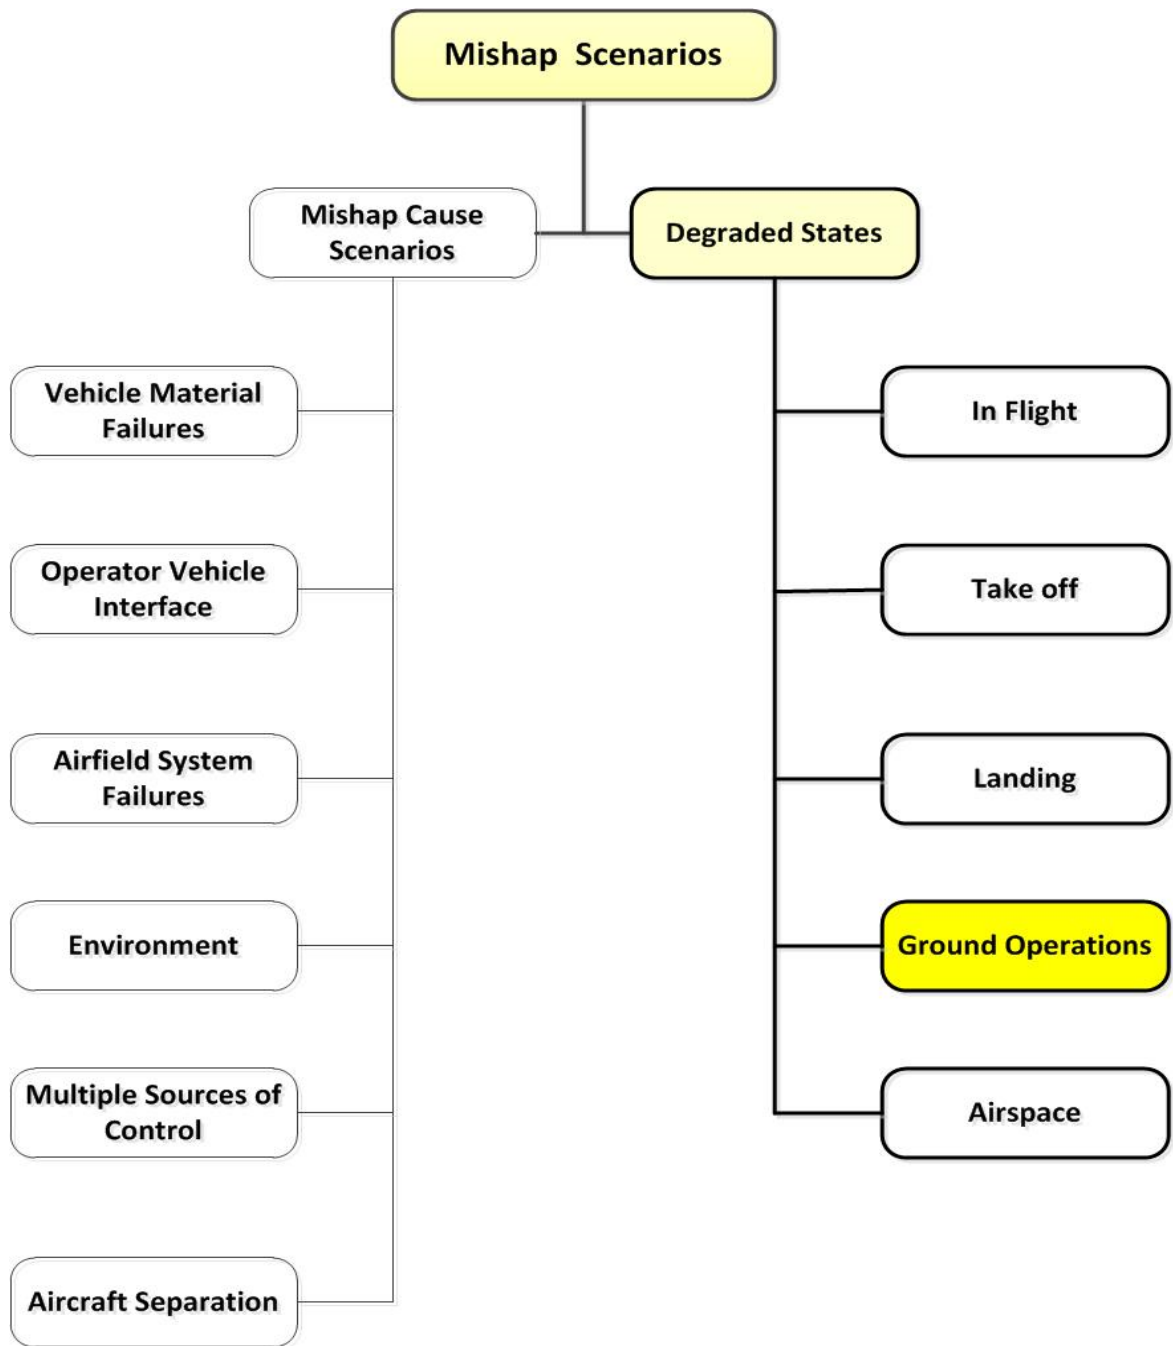 Mishap Scenarios
Mishap Cause
Scenarios
Degraded States
Vehicle Material
Failures
In Flight
Operator Vehicle
Interface
Take off
Airfield System
Failures
Landing
Environment
Ground Operations
Multiple Sources of
Control
Airspace
Aircraft Separation